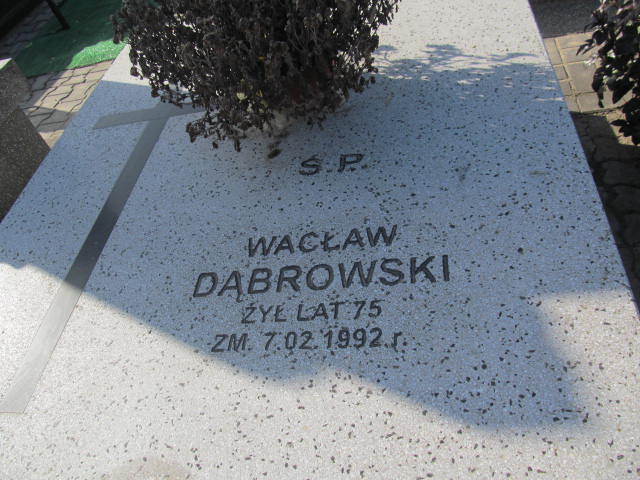 Ś.P.
WACŁAW
DĄBROWSKI
ŻYŁ LAT 75
ZM. 7.02.1992 r.